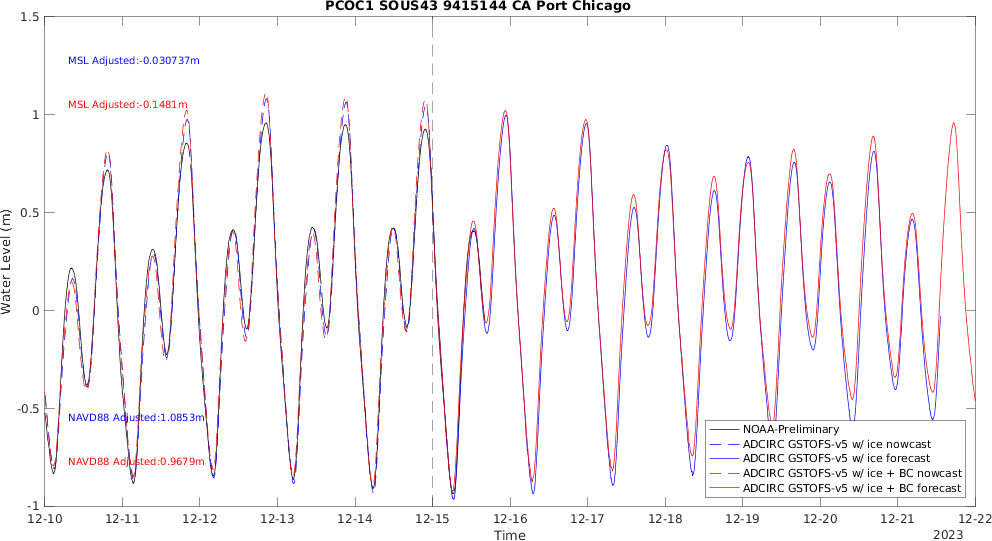 PCOC1 SOUS43 9415144 CA Port Chicago
1.5
1
0.5
0
-0.5
-1
Water Level (m)
MSL Adjusted:-0.030737m
MSL Adjusted:-0.1481m
NAVD88 Adjusted:1.0853m
NAVD88 Adjusted:0.9679m
NOAA-Preliminary
ADCIRC GSTOFS-v5 w/ ice nowcast
ADCIRC GSTOFS-v5 w/ ice forecast
ADCIRC GSTOFS-v5 w/ ice + BC nowcast
ADCIRC GSTOFS-v5 w/ ice + BC forecast
12-10 12-11 12-12 12-13 12-14 12-15 12-16 12-17 12-18 12-19 12-20 12-21 12-22
Time
2023